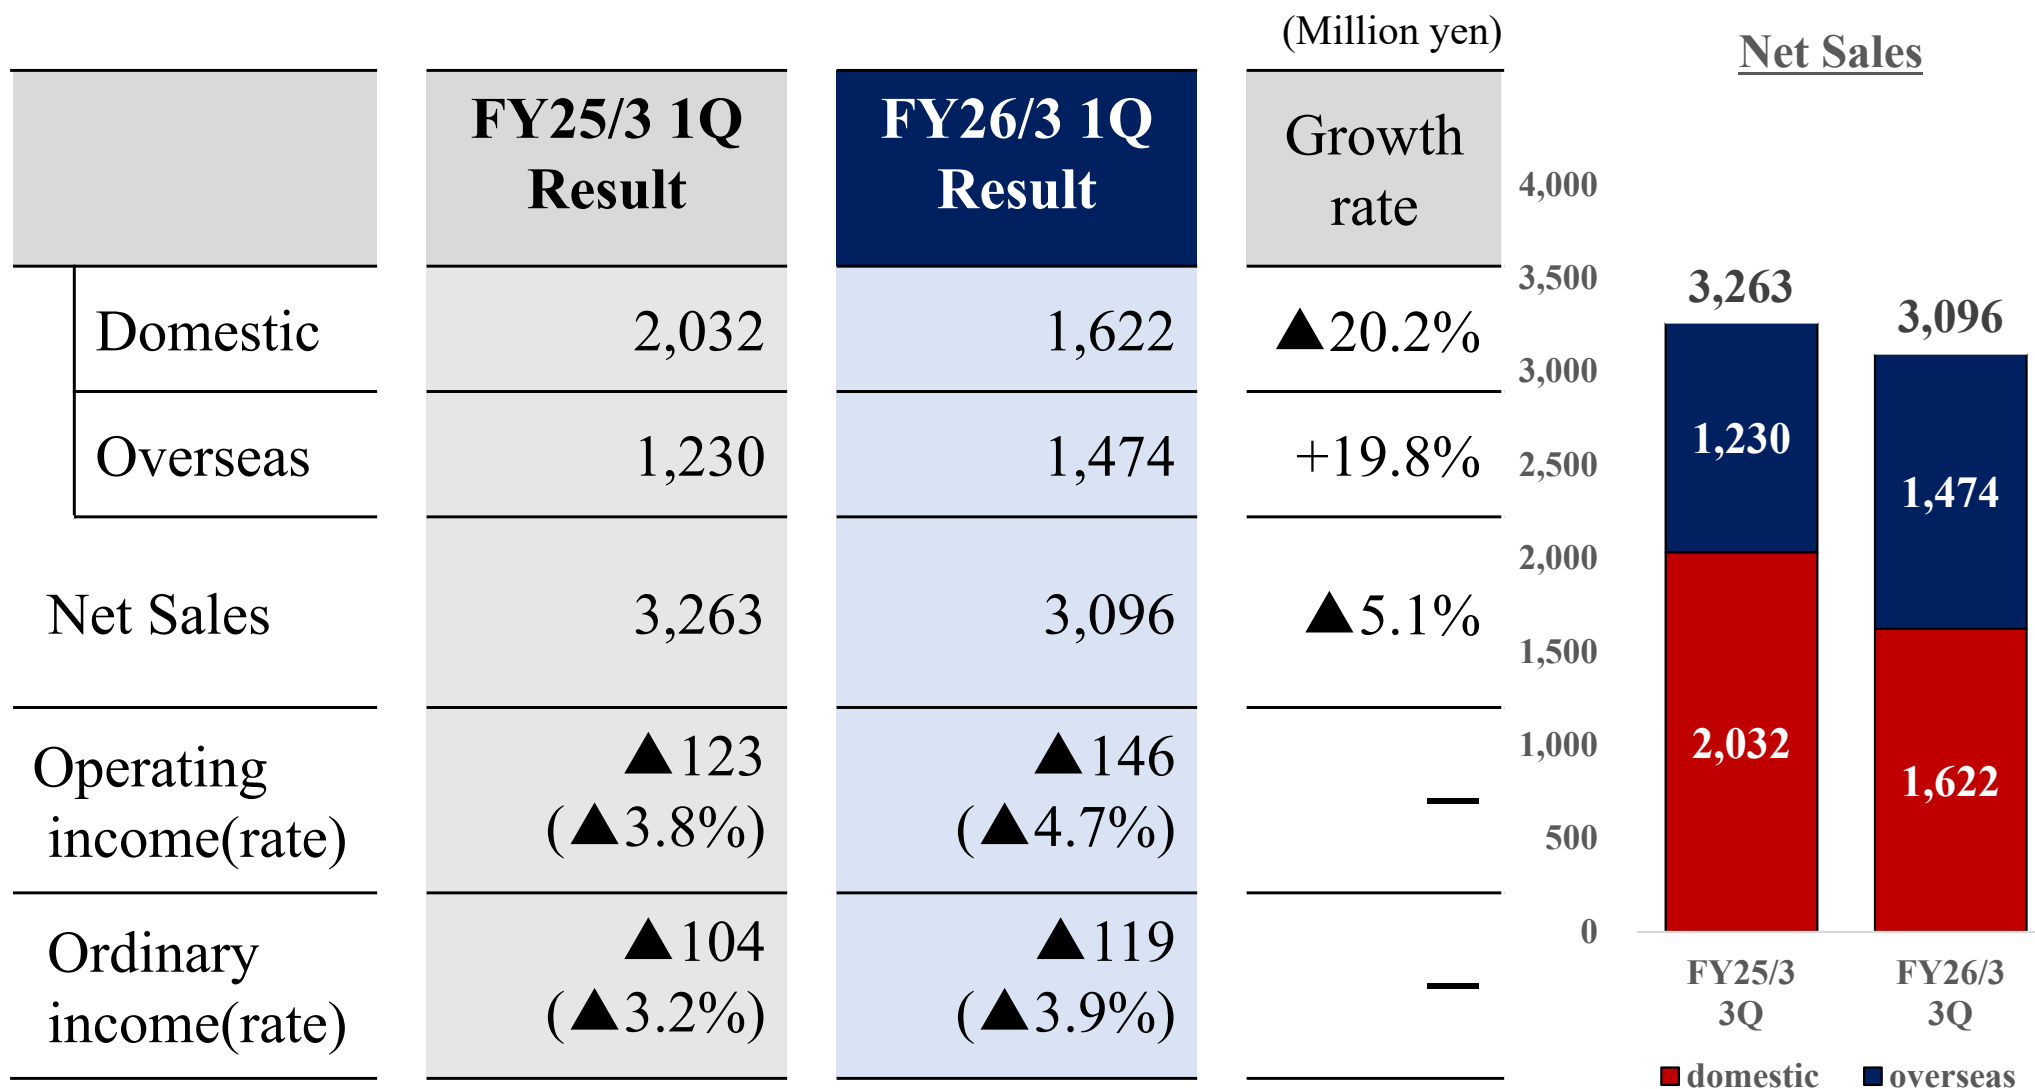 (Million yen)
FY25/3 1Q
Result
FY26/3 1Q
Result
Growth
rate
Domestic 2,032 1,622 ▲20.2%
Overseas 1,230 1,474 +19.8%
Net Sales 3,263 3,096 ▲5.1%
Operating
income(rate)
▲123
(▲3.8%)
▲146
(▲4.7%)
—
Ordinary
income(rate)
▲104
(▲3.2%)
▲119
(▲3.9%)
—
Net Sales
4,000
3,500
3,000
2,500
2,000
1,500
1,000
500
0
3,263
1,230
2,032
3,096
1,474
1,622
FY25/3
3Q
FY26/3
3Q
domestic
overseas